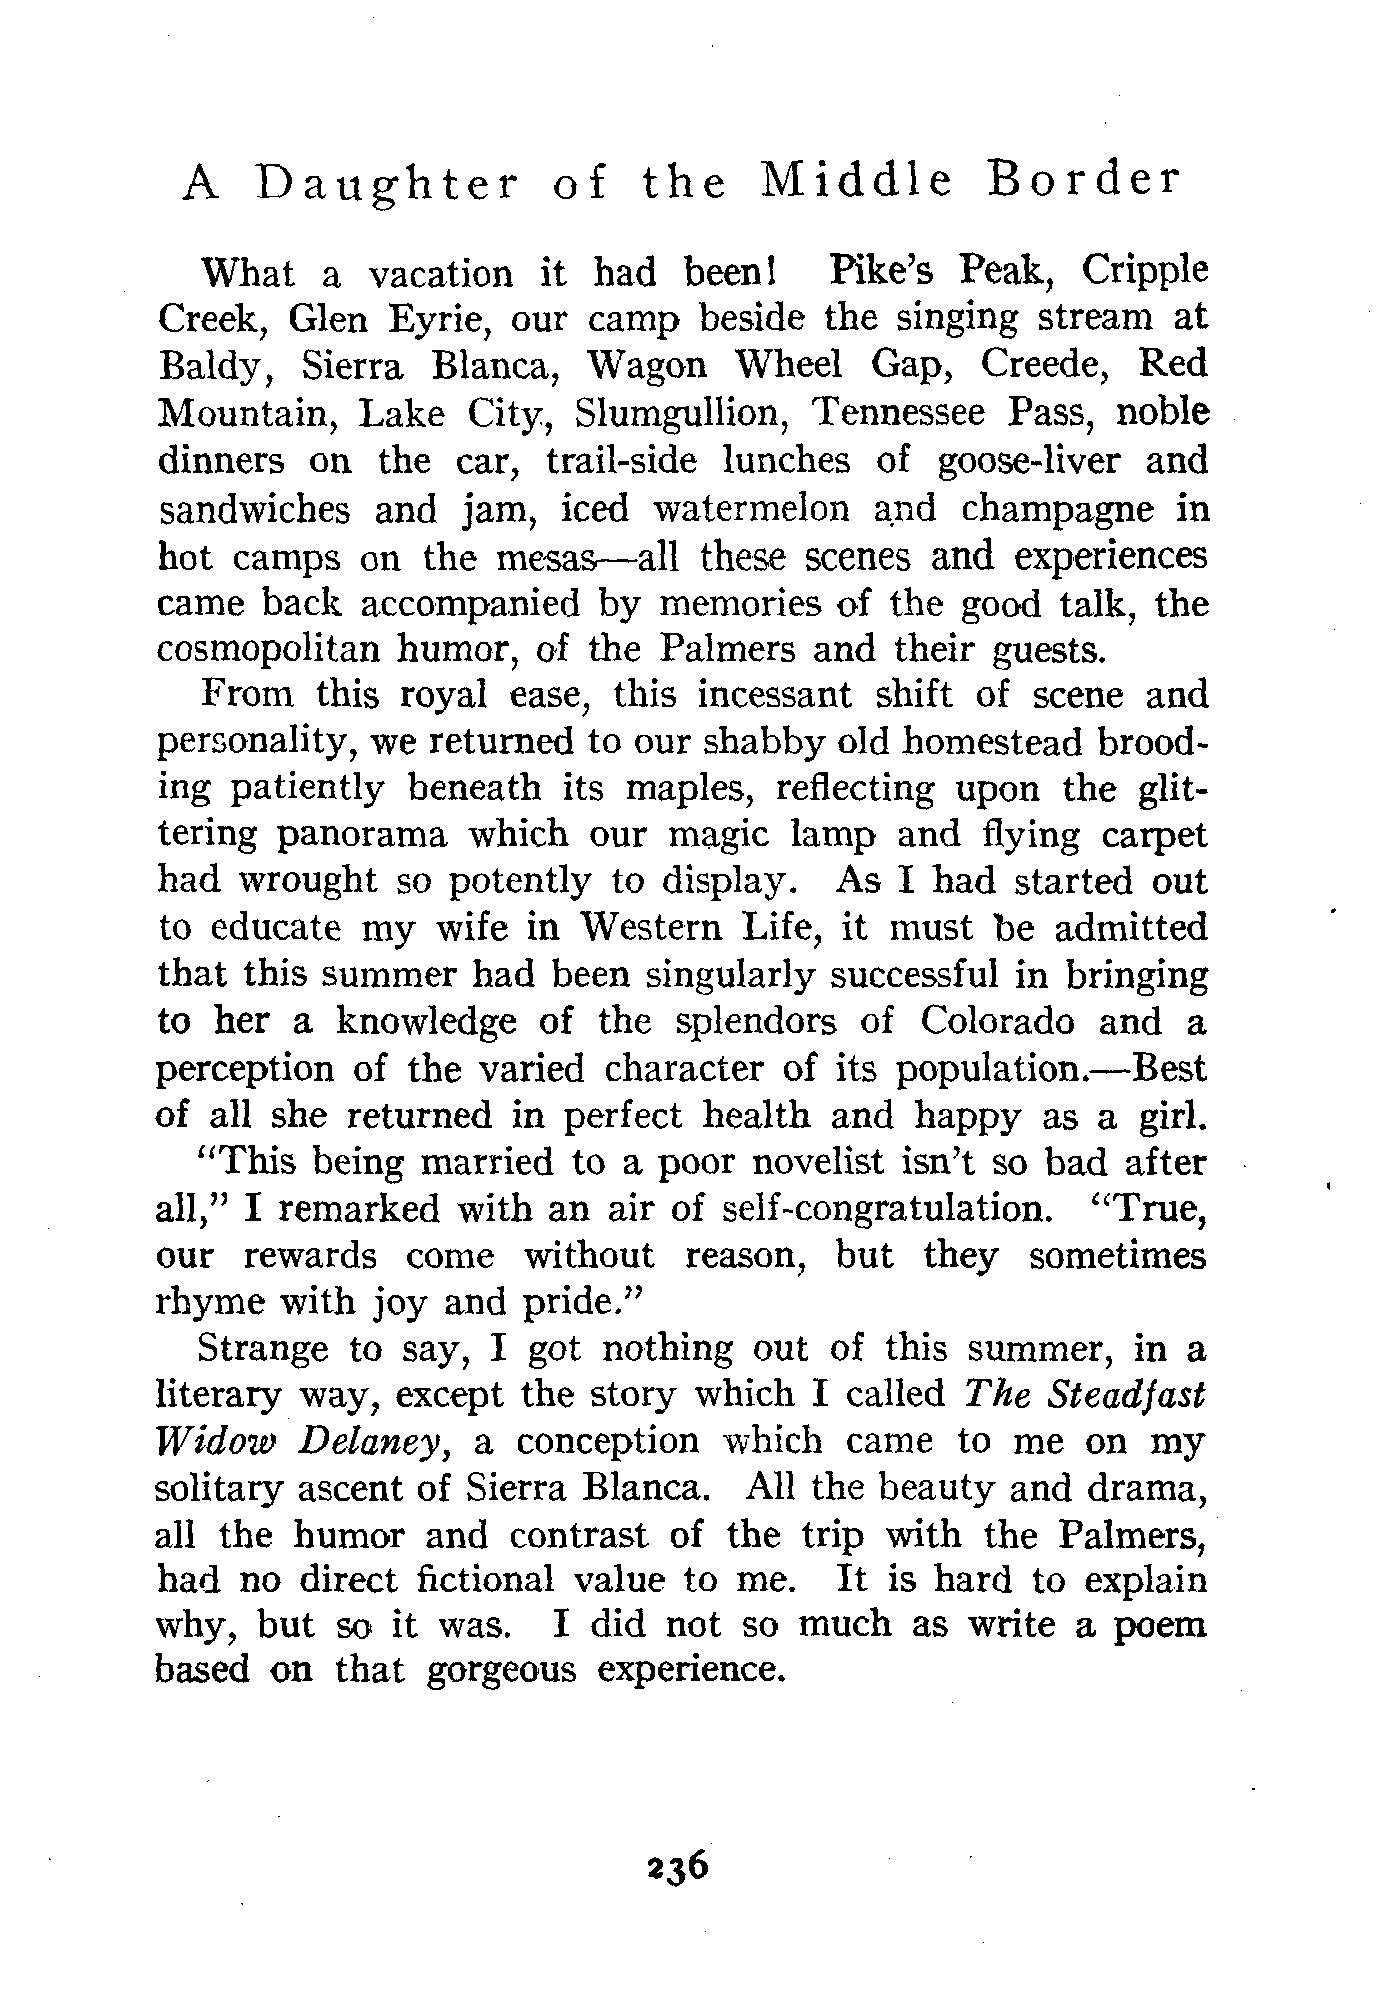 A Daughter of the Middle Border
What a vacation it had been! Pike's Peak, Cripple
Creek, Glen Eyrie, our camp beside the singing stream at
Baldy, Sierra Blanca, Wagon Wheel Gap, Creede, Red
Mountain, Lake City, Slumgullion, Tennessee Pass, noble
dinners on the car, trail-side lunches of goose-liver and
sandwiches and jam, iced watermelon and champagne in
hot camps on the mesas—all these scenes and experiences
came back accompanied by memories of the good talk, the
cosmopolitan humor, of the Palmers and their guests.
From this royal ease, this incessant shift of scene and
personality, we returned to our shabby old homestead brood-
ing patiently beneath its maples, reflecting upon the glit-
tering panorama which our magic lamp and flying carpet
had wrought so potently to display. As I had started out
to educate my wife in Western Life, it must be admitted
that this summer had been singularly successful in bringing
to her a knowledge of the splendors of Colorado and a
perception of the varied character of its population.—Best
of all she returned in perfect health and happy as a girl.
"This being married to a poor novelist isn't so bad after
all," I remarked with an air of self-congratulation. "True,
our rewards come without reason, but they sometimes
rhyme with joy and pride."
Strange to say, I got nothing out of this summer, in a
literary way, except the story which I called The Steadfast
Widow Delaney, a conception which came to me on my
solitary ascent of Sierra Blanca. All the beauty and drama,
all the humor and contrast of the trip with the Palmers,
had no direct fictional value to me. It is hard to explain
why, but so it was. I did not so much as write a poem
based on that gorgeous experience.
236